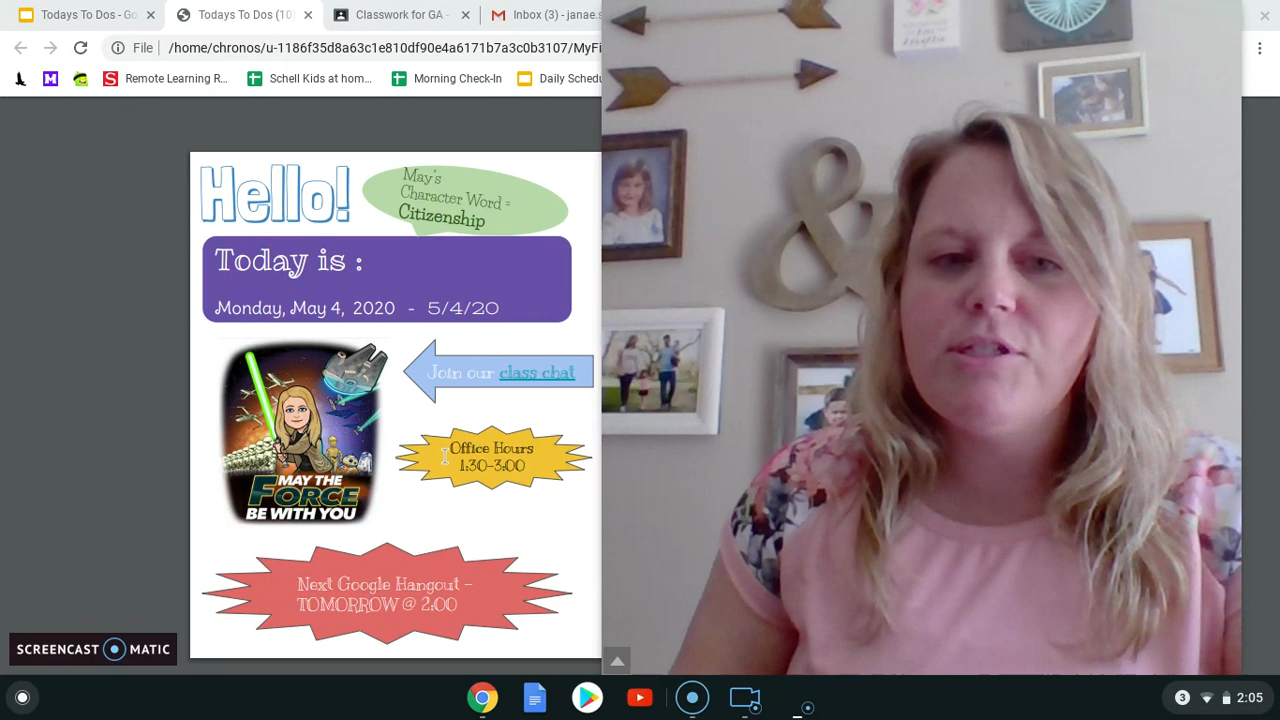 Todays To Dos - Go
Todays To Dos (10)
Classwork for GA -
Inbox (3) - janae.s
File
/home/chronos/u-1186f35d8a63c1e810df90e4a6171b7a3c0b3107/MyFi
Remote Learning R...
Schell Kids at hom...
Morning Check-In
Daily Schedu
Hello!
May's
Character Word =
Citizenship
Today is :
Monday, May 4, 2020 - 5/4/20
Join our class chat
Office Hours
1:30-3:00
MAY THE
FORCE
BE WITH YOU
Next Google Hangout -
TOMORROW @ 2:00
SCREENCAST MATIC
&
3
2:05